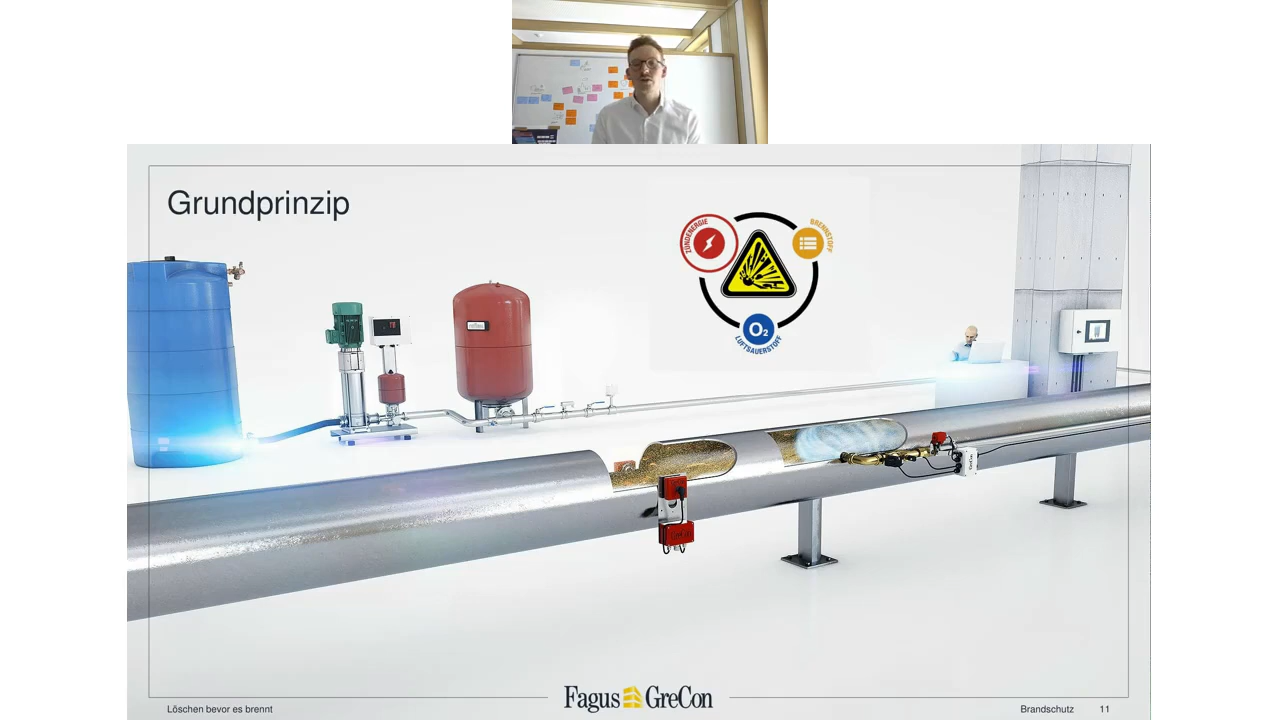 Grundprinzip
ZÜNDENERGIE
BRENNSTOFF
O2
LUFTSAUERSTOFF
Fagus GreCon
Löschen bevor es brennt
Brandschutz 11